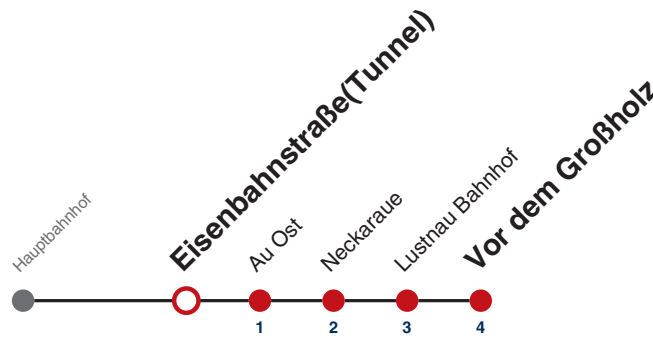 Hauptbahnhof
Eisenbahnstraße(Tunnel)
Au Ost
Neckaraue
Lustnau Bahnhof
Vor dem Großholz
1 2 3 4